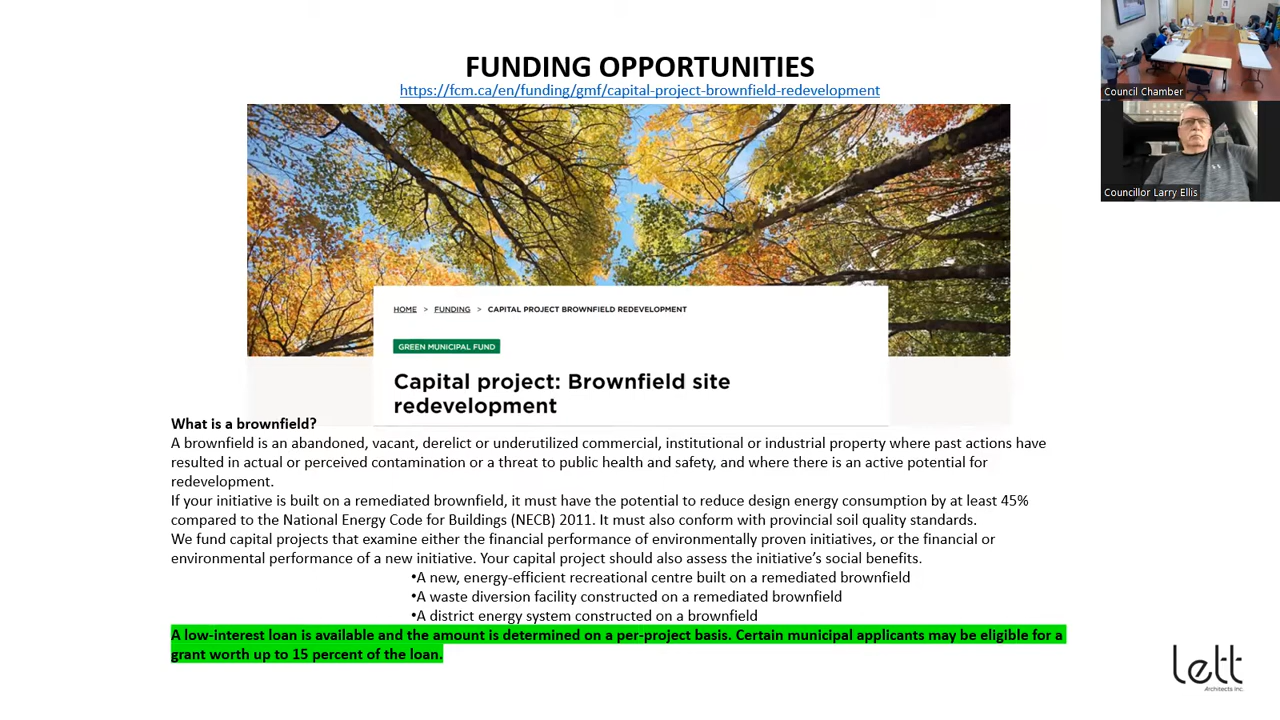 FUNDING OPPORTUNITIES
https://fcm.ca/en/funding/gmf/capital-project-brownfield-redevelopment
HOME > FUNDING > CAPITAL PROJECT BROWNFIELD REDEVELOPMENT
GREEN MUNICIPAL FUND
Capital project: Brownfield site
redevelopment
What is a brownfield?
A brownfield is an abandoned, vacant, derelict or underutilized commercial, institutional or industrial property where past actions have
resulted in actual or perceived contamination or a threat to public health and safety, and where there is an active potential for
redevelopment.
If your initiative is built on a remediated brownfield, it must have the potential to reduce design energy consumption by at least 45%
compared to the National Energy Code for Buildings (NECB) 2011. It must also conform with provincial soil quality standards.
We fund capital projects that examine either the financial performance of environmentally proven initiatives, or the financial or
environmental performance of a new initiative. Your capital project should also assess the initiative’s social benefits.
•A new, energy-efficient recreational centre built on a remediated brownfield
•A waste diversion facility constructed on a remediated brownfield
•A district energy system constructed on a brownfield
A low-interest loan is available and the amount is determined on a per-project basis. Certain municipal applicants may be eligible for a
grant worth up to 15 percent of the loan.
Council Chamber
Councillor Larry Ellis
lett
Architects Inc.